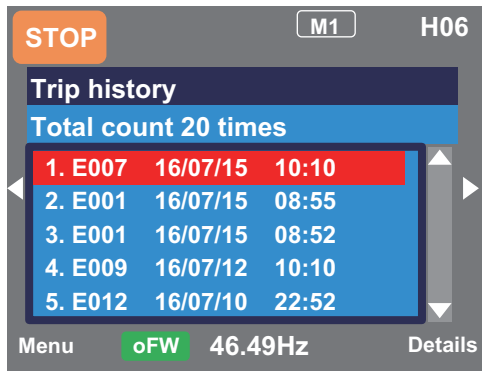 STOP M1 H06
Trip history
Total count 20 times
1. E007 16/07/15 10:10
2. E001 16/07/15 08:55
3. E001 16/07/15 08:52
4. E009 16/07/12 10:10
5. E012 16/07/10 22:52
Menu oFW 46.49Hz Details